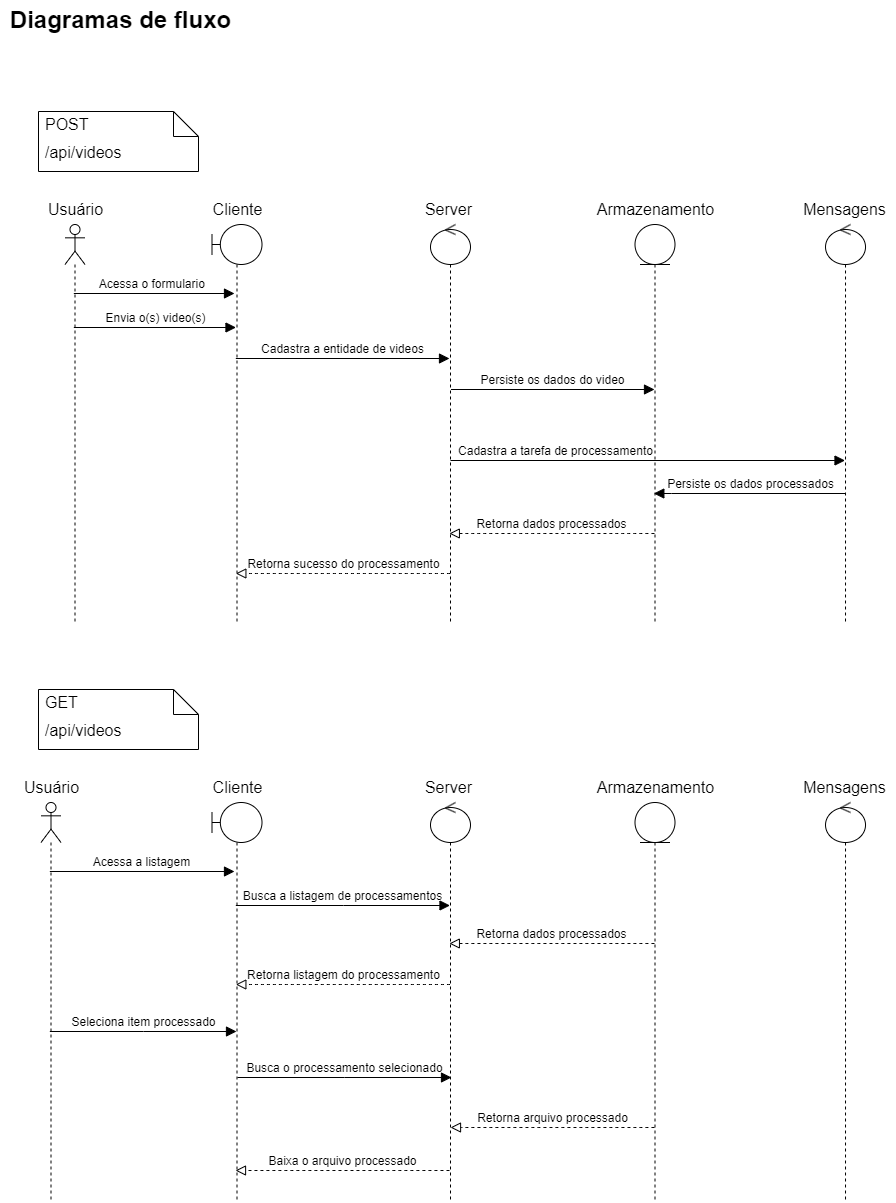 Diagramas de fluxo
POST
/api/videos
Usuário
Cliente
Server
Armazenamento
Mensagens
Acessa o formulario
Envia o(s) video(s)
Cadastra a entidade de videos
Persiste os dados do video
Cadastra a tarefa de processamento
Persiste os dados processados
Retorna dados processados
Retorna sucesso do processamento
GET
/api/videos
Usuário
Cliente
Server
Armazenamento
Mensagens
Acessa a listagem
Busca a listagem de processamentos
Retorna dados processados
Retorna listagem do processamento
Seleciona item processado
Busca o processamento selecionado
Retorna arquivo processado
Baixa o arquivo processado